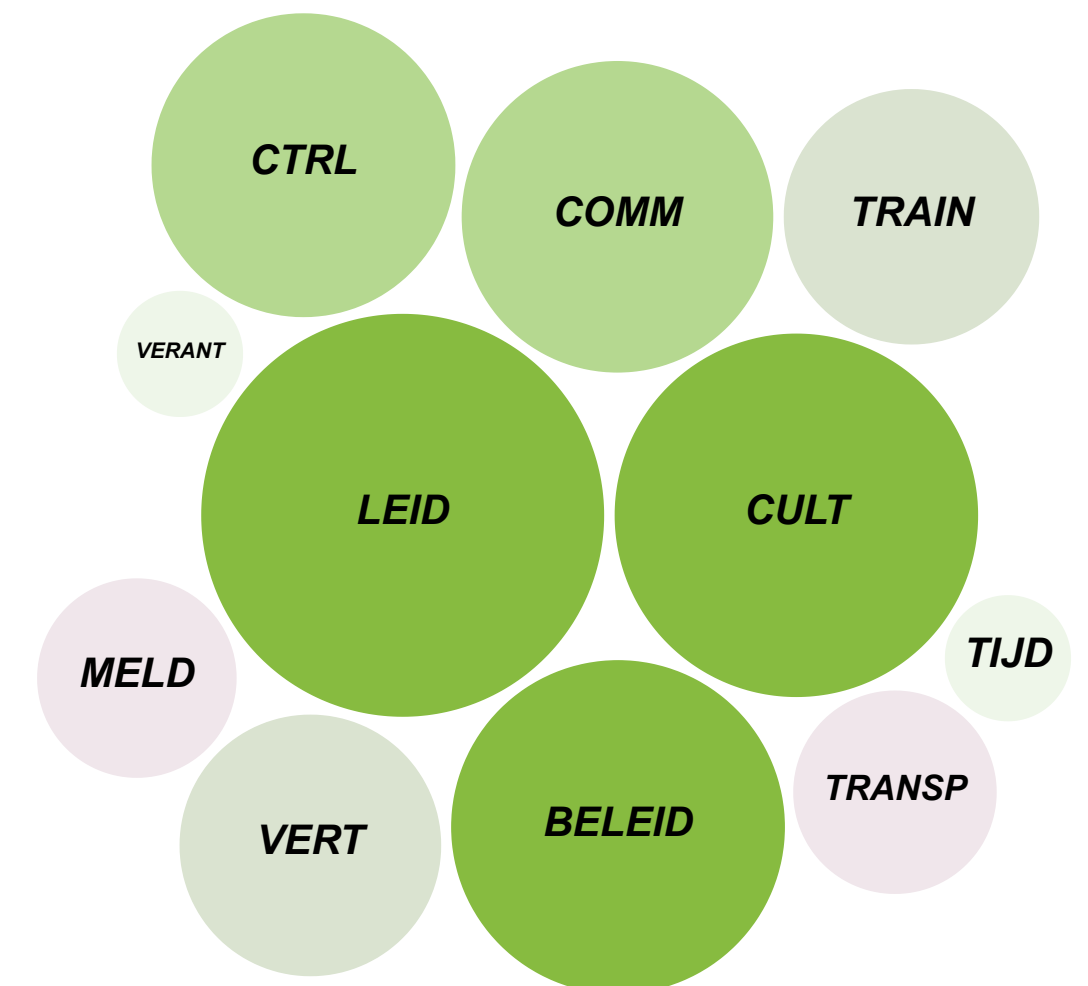 CTRL
COMM
TRAIN
VERANT
LEID
CULT
MELD
TIJD
TRANSP
VERT
BELEID